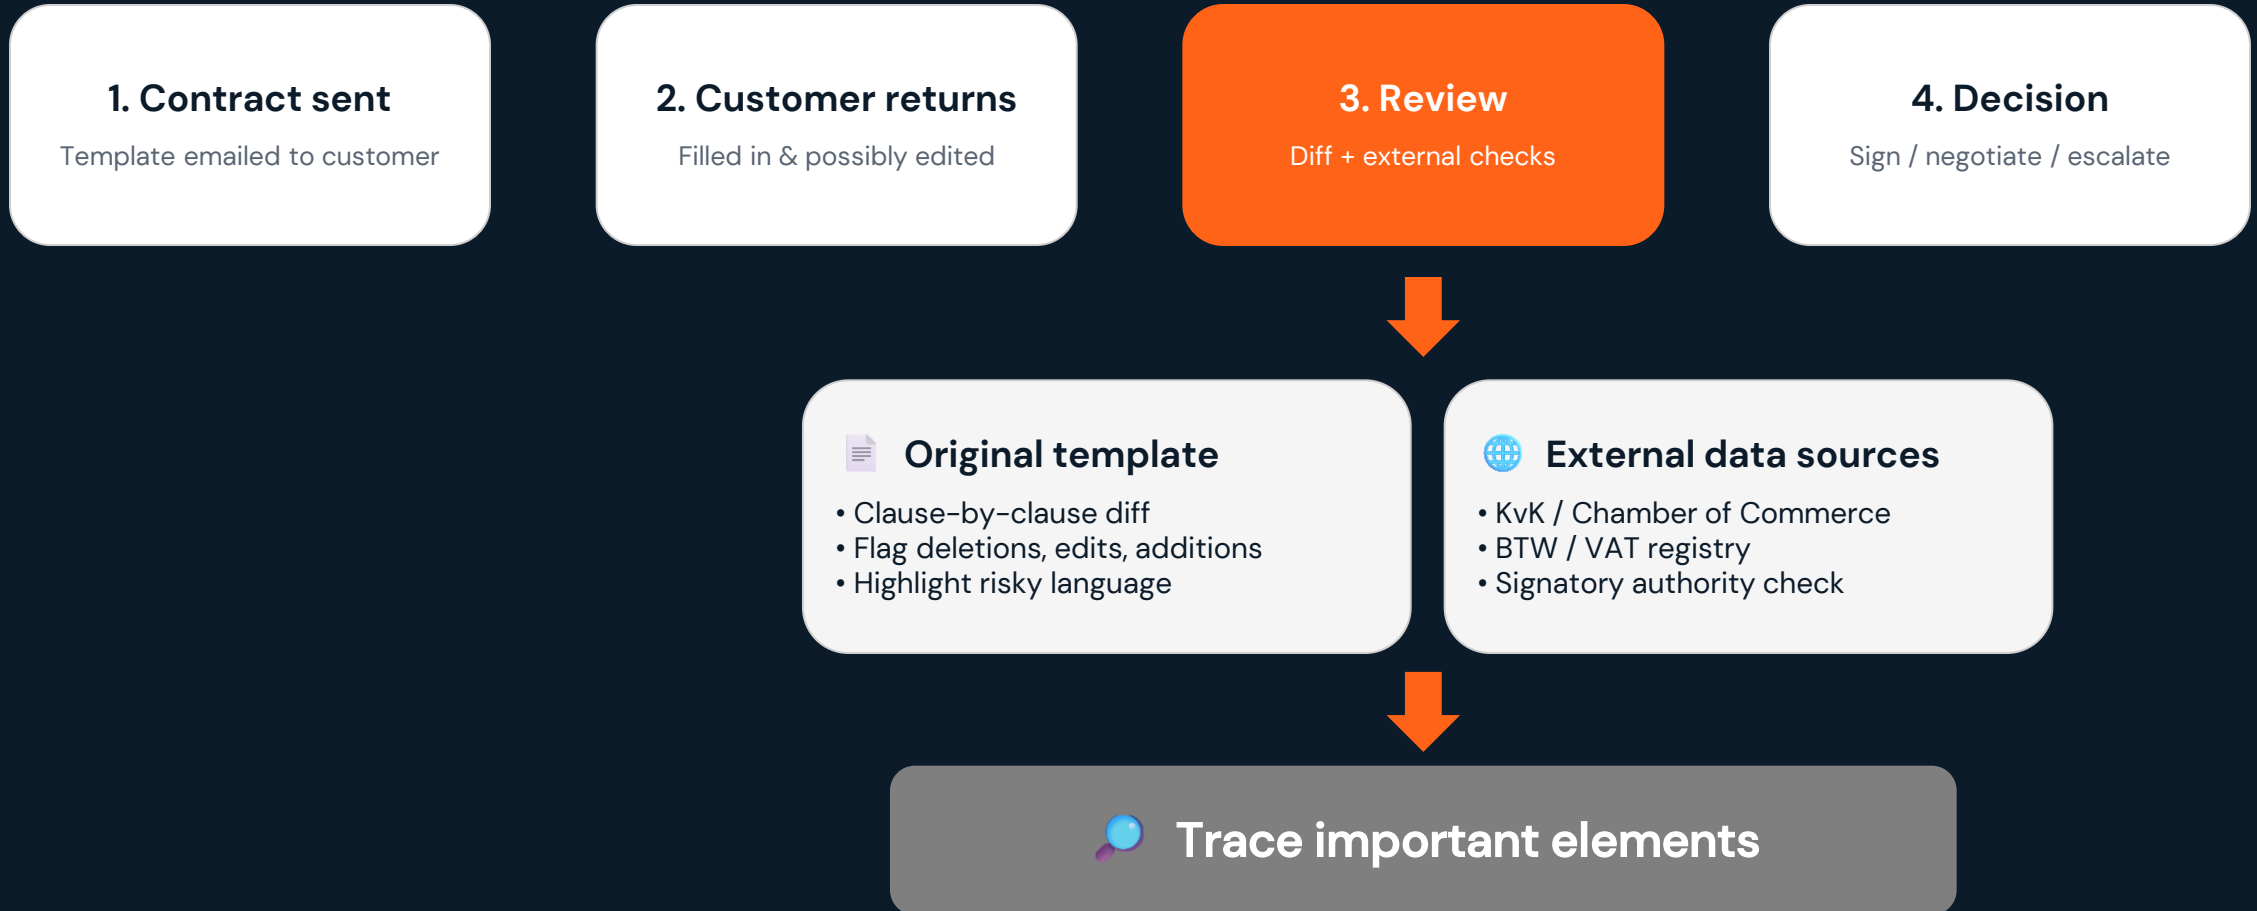 1. Contract sent
Template emailed to customer
2. Customer returns
Filled in & possibly edited
3. Review
Diff + external checks
4. Decision
Sign / negotiate / escalate
Original template
• Clause-by-clause diff
• Flag deletions, edits, additions
• Highlight risky language
External data sources
• KvK / Chamber of Commerce
• BTW / VAT registry
• Signatory authority check
Trace important elements